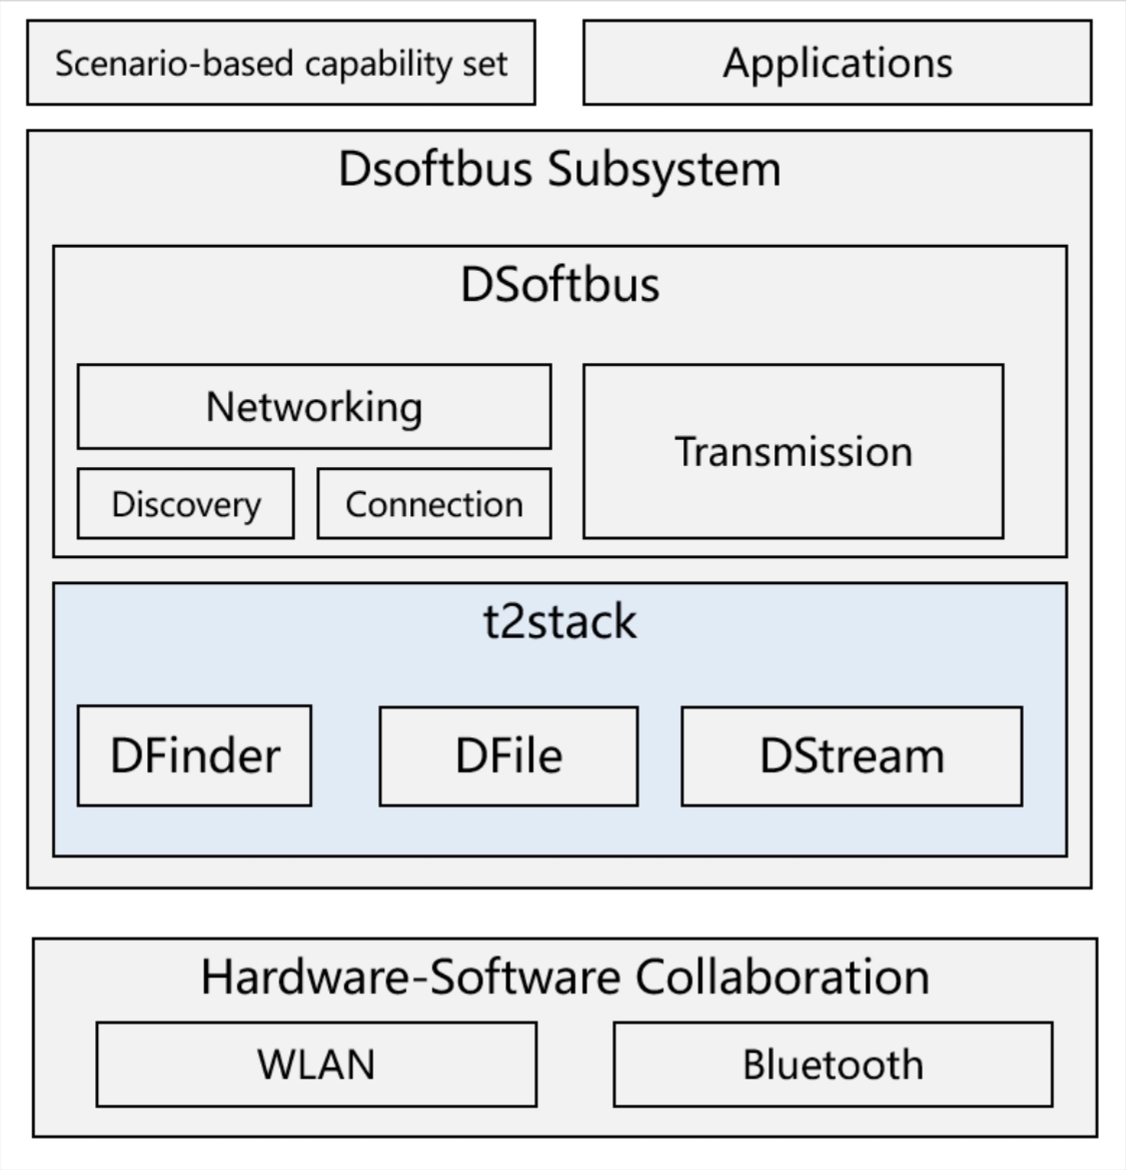 Scenario-based capability set
Applications
Dsoftbus Subsystem
DSoftbus
Networking
Transmission
Discovery
Connection
t2stack
DFinder
DFile
DStream
Hardware-Software Collaboration
WLAN
Bluetooth